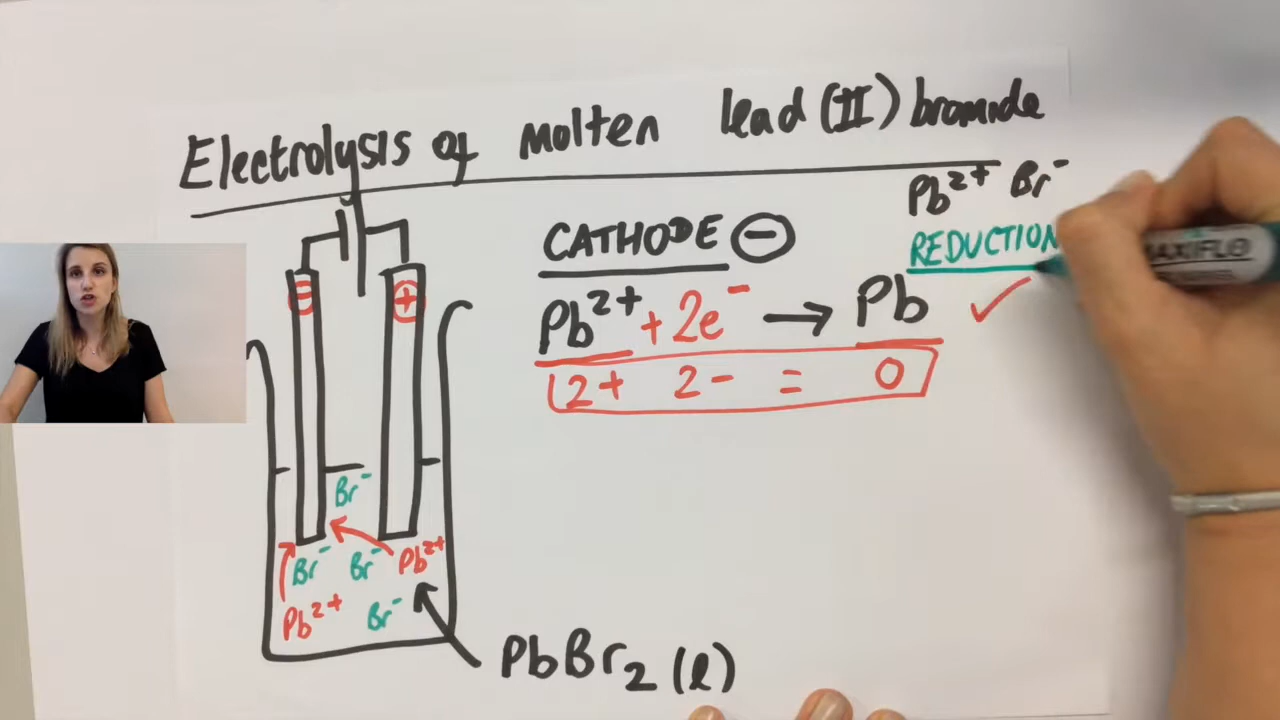 Electrolysis of molten lead (II) bromide
Pb²⁺ Br⁻
CATHODE ⊖
REDUCTION
Pb²⁺ + 2e⁻ → Pb ✓
2+ 2- = 0
⊖ ⊕
Br⁻
Br⁻ Br⁻ Pb²⁺
Pb²⁺ Br⁻
PbBr₂ (l)
MAXIFLO